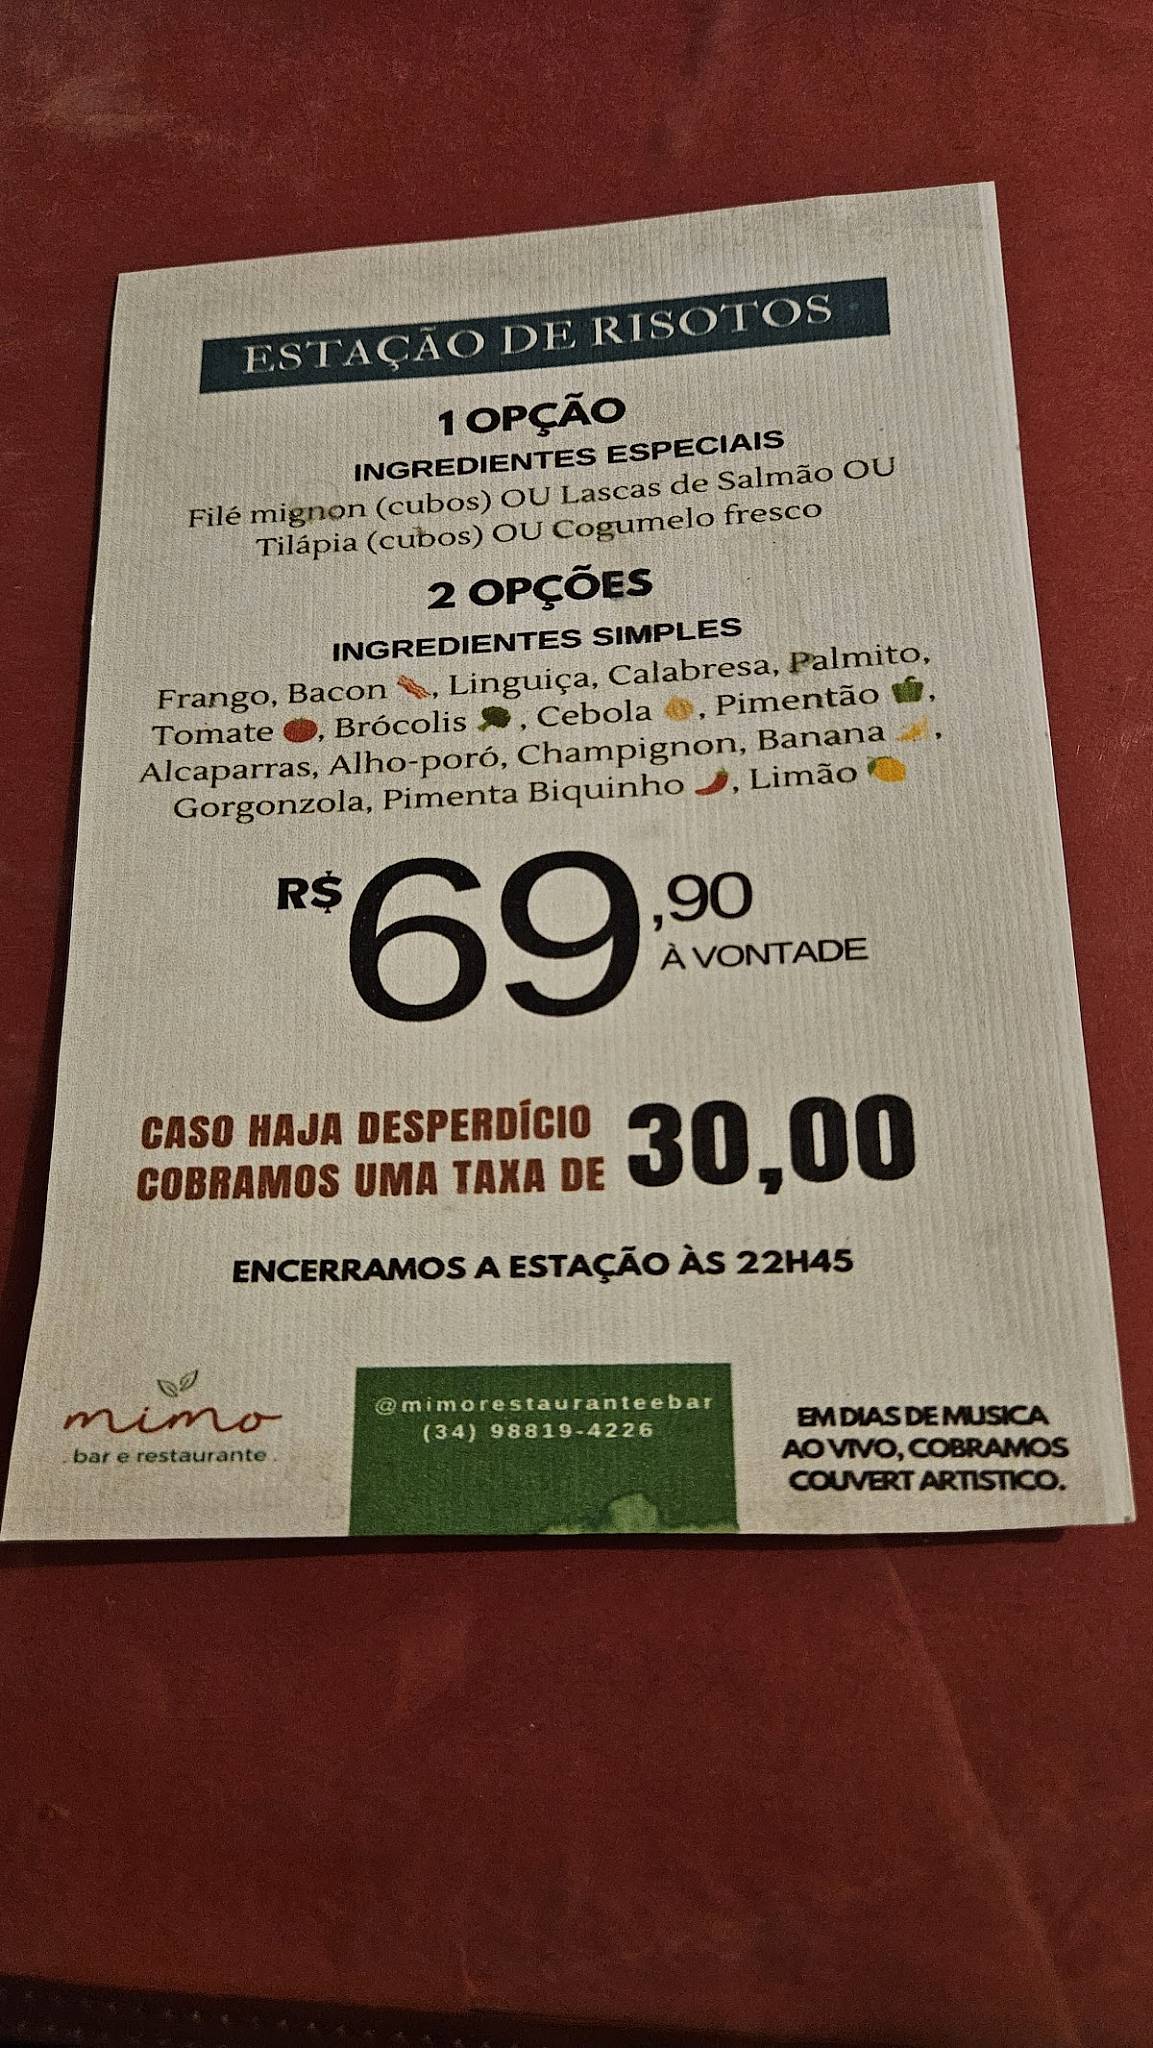 ESTAÇÃO DE RISOTOS
1 OPÇÃO
INGREDIENTES ESPECIAIS
Filé mignon (cubos) OU Lascas de Salmão OU
Tilápia (cubos) OU Cogumelo fresco
2 OPÇÕES
INGREDIENTES SIMPLES
Frango, Bacon 🥓, Linguiça, Calabresa, Palmito,
Tomate 🍅, Brócolis 🥦, Cebola 🧅, Pimentão 🫑,
Alcaparras, Alho-poró, Champignon, Banana 🍌,
Gorgonzola, Pimenta Biquinho 🌶️, Limão 🍋
R$69,90
À VONTADE
CASO HAJA DESPERDÍCIO
COBRAMOS UMA TAXA DE 30,00
ENCERRAMOS A ESTAÇÃO ÀS 22H45
mimo
. bar e restaurante .
@mimorestauranteebar
(34) 98819-4226
EM DIAS DE MUSICA
AO VIVO, COBRAMOS
COUVERT ARTISTICO.